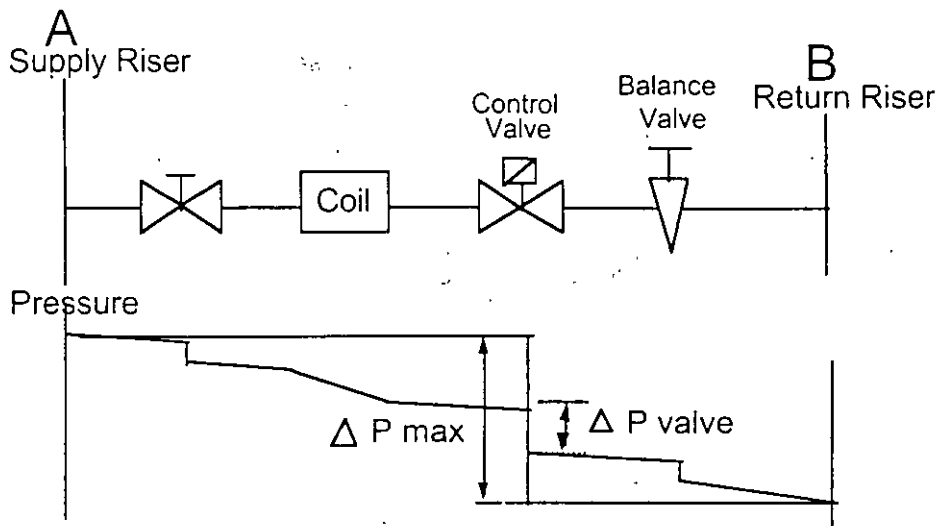 A
Supply Riser
B
Return Riser
Control
Valve
Balance
Valve
Coil
Pressure
Δ P max
Δ P valve